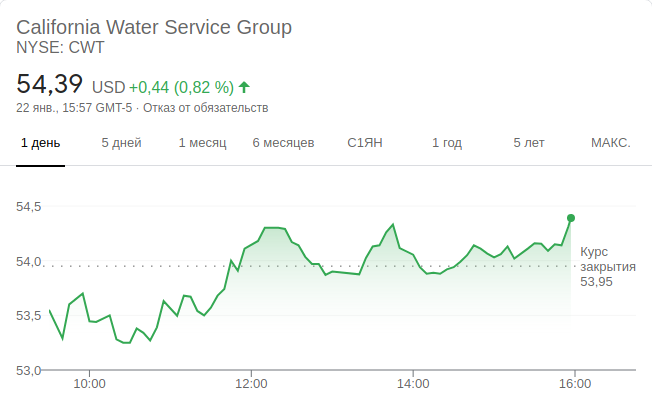 California Water Service Group
NYSE: CWT
54,39 USD +0,44 (0,82 %)
22 янв., 15:57 GMT-5 · Отказ от обязательств
1 день 5 дней 1 месяц 6 месяцев С1ЯН 1 год 5 лет МАКС.
54,5
54,0
53,5
53,0
Курс
закрытия
53,95
10:00 12:00 14:00 16:00